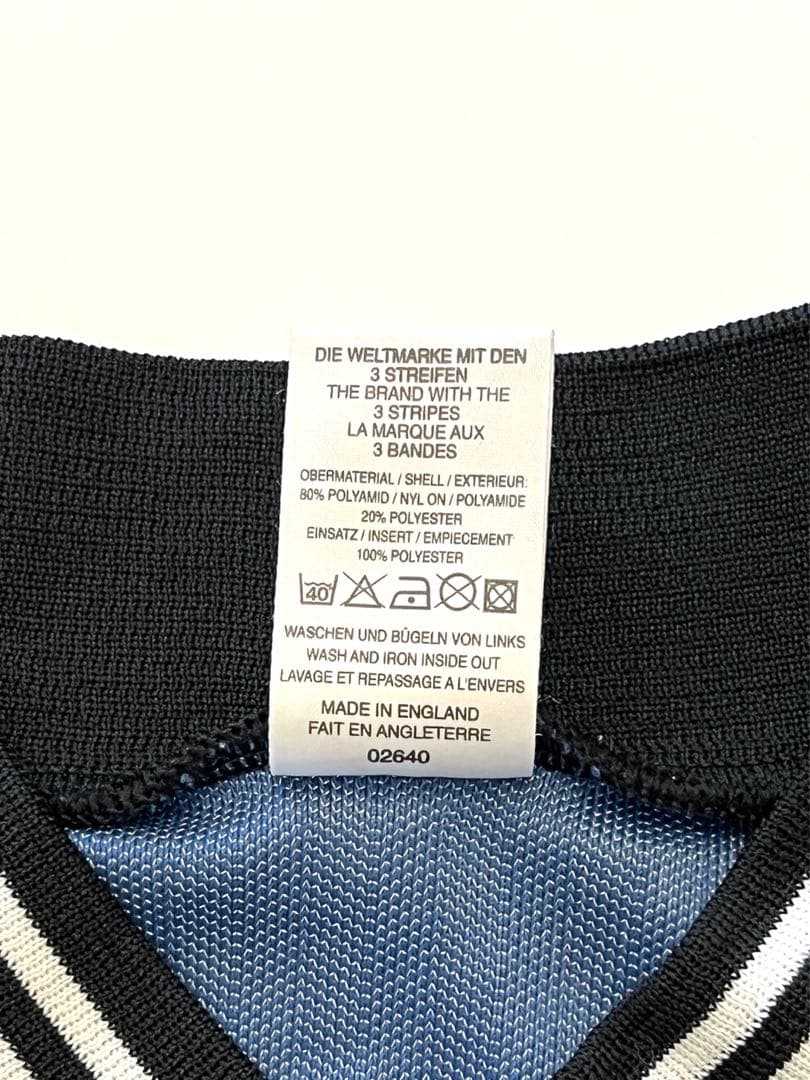 DIE WELTMARKE MIT DEN
3 STREIFEN
THE BRAND WITH THE
3 STRIPES
LA MARQUE AUX
3 BANDES
OBERMATERIAL / SHELL / EXTERIEUR:
80% POLYAMID / NYL ON / POLYAMIDE
20% POLYESTER
EINSATZ / INSERT / EMPIECEMENT
100% POLYESTER
40
WASCHEN UND BÜGELN VON LINKS
WASH AND IRON INSIDE OUT
LAVAGE ET REPASSAGE A L'ENVERS
MADE IN ENGLAND
FAIT EN ANGLETERRE
02640